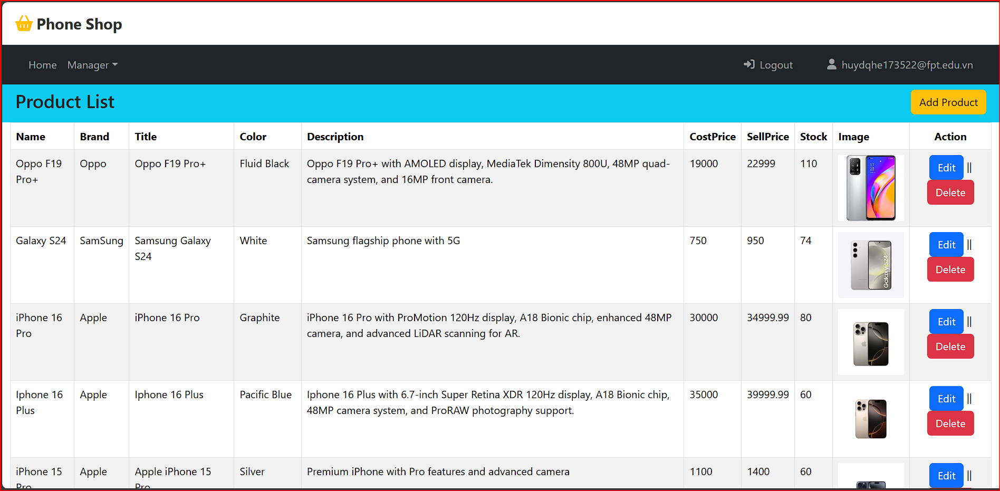 Phone Shop
Home Manager Logout huydqhe173522@fpt.edu.vn
Product List Add Product
Name Brand Title Color Description CostPrice SellPrice Stock Image Action
Oppo F19 Oppo Oppo F19 Pro+ Fluid Black Oppo F19 Pro+ with AMOLED display, MediaTek Dimensity 800U, 48MP quad- 19000 22999 110 Edit ||
Pro+ camera system, and 16MP front camera.
Delete
Galaxy S24 SamSung Samsung Galaxy White Samsung flagship phone with 5G 750 950 74 Edit ||
S24
Galaxy S24
Delete
iPhone 16 Apple iPhone 16 Pro Graphite iPhone 16 Pro with ProMotion 120Hz display, A18 Bionic chip, enhanced 48MP 30000 34999.99 80 Edit ||
Pro camera, and advanced LiDAR scanning for AR.
Delete
Iphone 16 Apple Iphone 16 Plus Pacific Blue Iphone 16 Plus with 6.7-inch Super Retina XDR 120Hz display, A18 Bionic chip, 35000 39999.99 60 Edit ||
Plus 48MP camera system, and ProRAW photography support.
Delete
iPhone 15 Apple Apple iPhone 15 Silver Premium iPhone with Pro features and advanced camera 1100 1400 60 Edit ||
Pro Pro